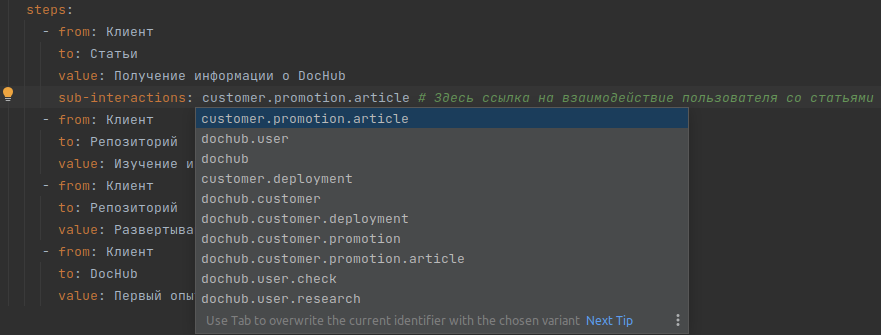 steps:
- from: Клиент
to: Статьи
value: Получение информации о DocHub
sub-interactions: customer.promotion.article # Здесь ссылка на взаимодействие пользователя со статьями
- from: Клиент
to: Репозиторий
value: Изучение и
- from: Клиент
to: Репозиторий
value: Развертыва
- from: Клиент
to: DocHub
value: Первый опы
customer.promotion.article
dochub.user
dochub
customer.deployment
dochub.customer
dochub.customer.deployment
dochub.customer.promotion
dochub.customer.promotion.article
dochub.user.check
dochub.user.research
Use Tab to overwrite the current identifier with the chosen variant Next Tip